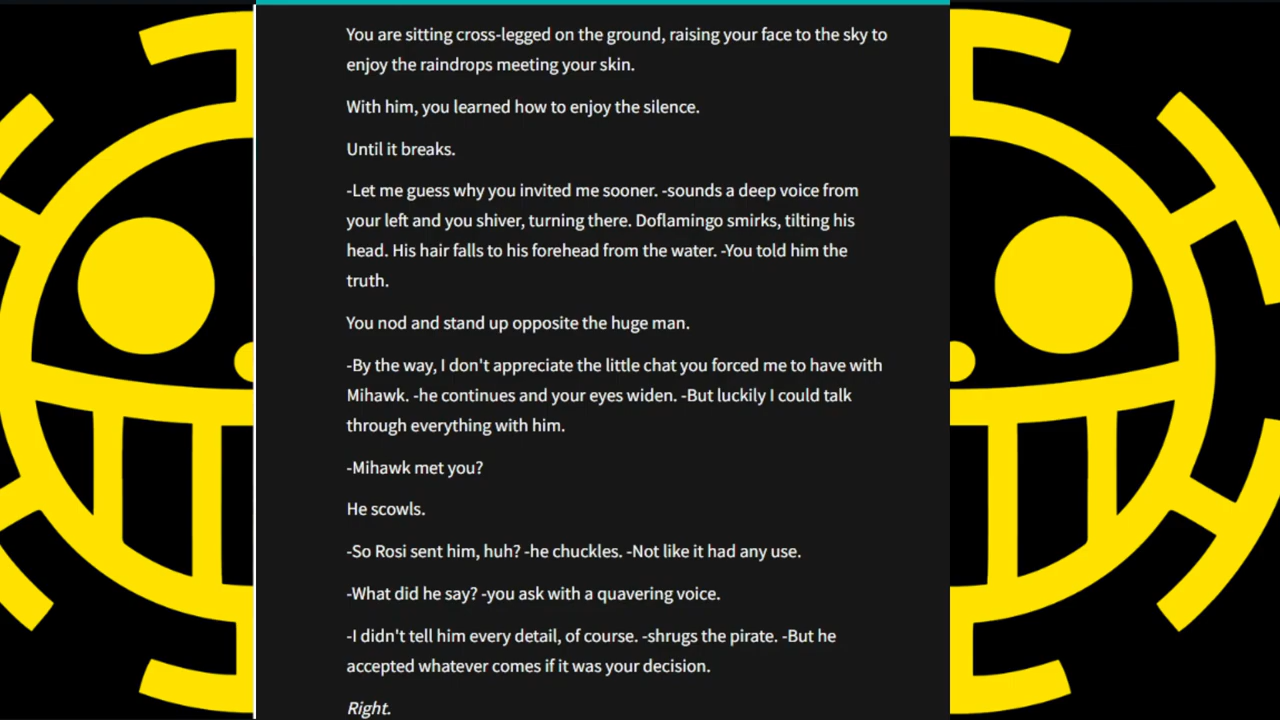 You are sitting cross-legged on the ground, raising your face to the sky to
enjoy the raindrops meeting your skin.
With him, you learned how to enjoy the silence.
Until it breaks.
-Let me guess why you invited me sooner. -sounds a deep voice from
your left and you shiver, turning there. Doflamingo smirks, tilting his
head. His hair falls to his forehead from the water. -You told him the
truth.
You nod and stand up opposite the huge man.
-By the way, I don't appreciate the little chat you forced me to have with
Mihawk. -he continues and your eyes widen. -But luckily I could talk
through everything with him.
-Mihawk met you?
He scowls.
-So Rosi sent him, huh? -he chuckles. -Not like it had any use.
-What did he say? -you ask with a quavering voice.
-I didn't tell him every detail, of course. -shrugs the pirate. -But he
accepted whatever comes if it was your decision.
Right.